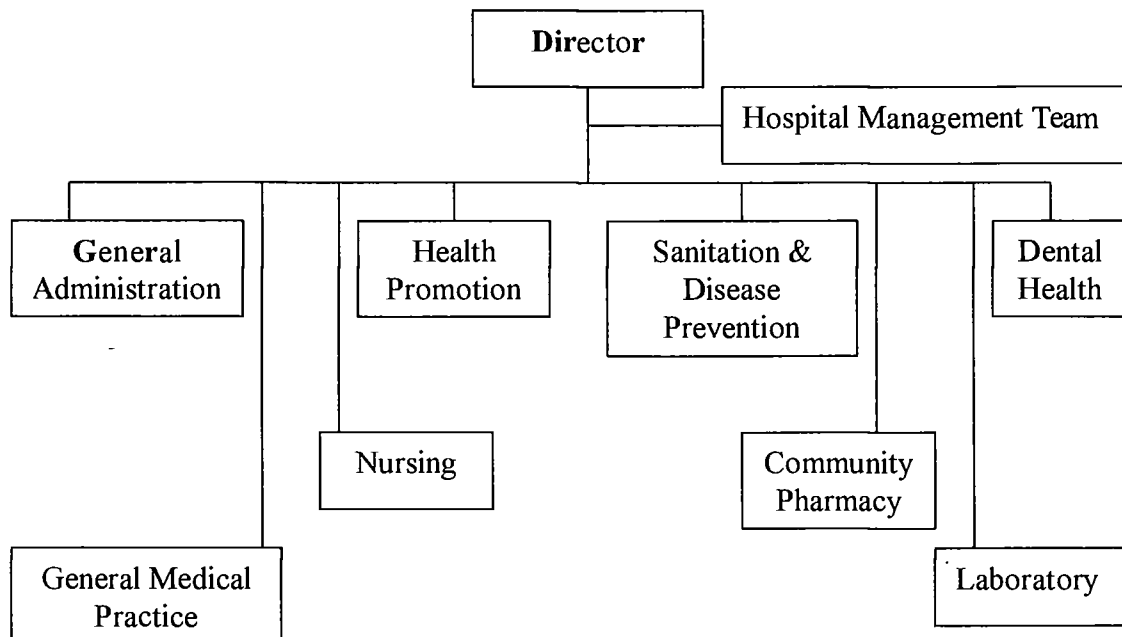 Director
Hospital Management Team
General
Administration
Health
Promotion
Sanitation &
Disease
Prevention
Dental
Health
Nursing
Community
Pharmacy
General Medical
Practice
Laboratory